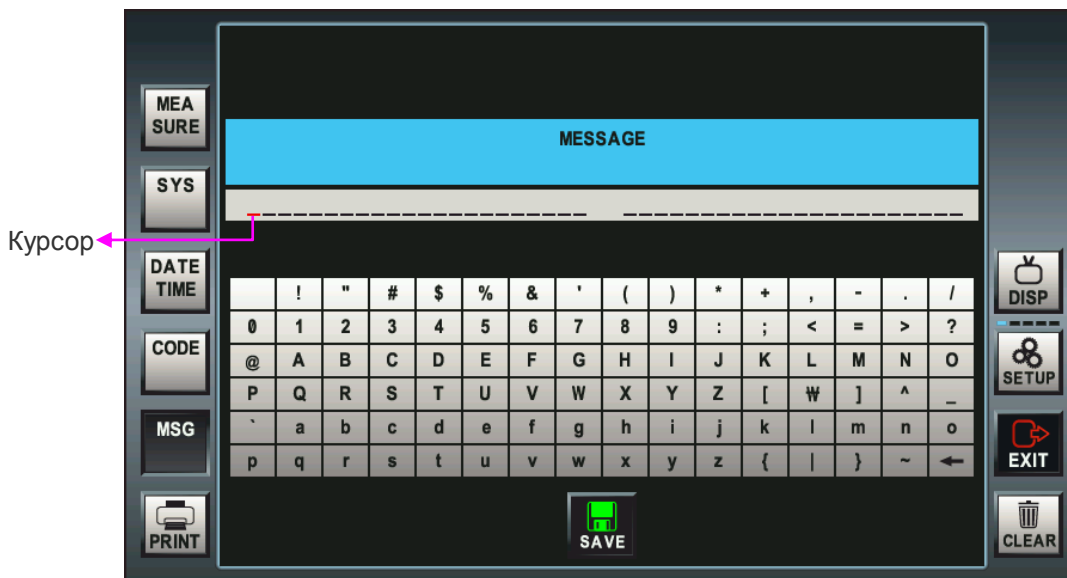 MEA
SURE
SYS
DATE
TIME
CODE
MSG
PRINT
Курсор
MESSAGE
! " # $ % & ' ( ) * + , - . /
0 1 2 3 4 5 6 7 8 9 : ; < = > ?
@ A B C D E F G H I J K L M N O
P Q R S T U V W X Y Z [ ₩ ] ^ _
` a b c d e f g h i j k l m n o
p q r s t u v w x y z { | } ~ ←
SAVE
DISP
SETUP
EXIT
CLEAR